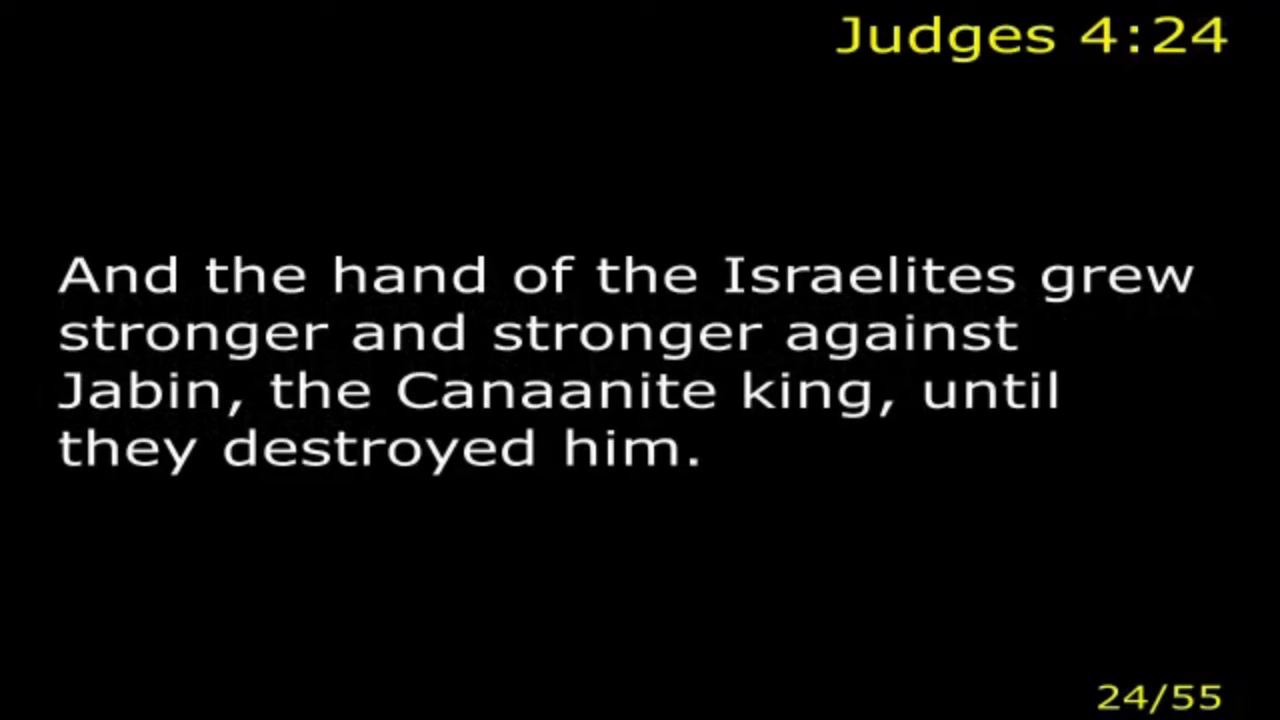 Judges 4:24
And the hand of the Israelites grew
stronger and stronger against
Jabin, the Canaanite king, until
they destroyed him.
24/55